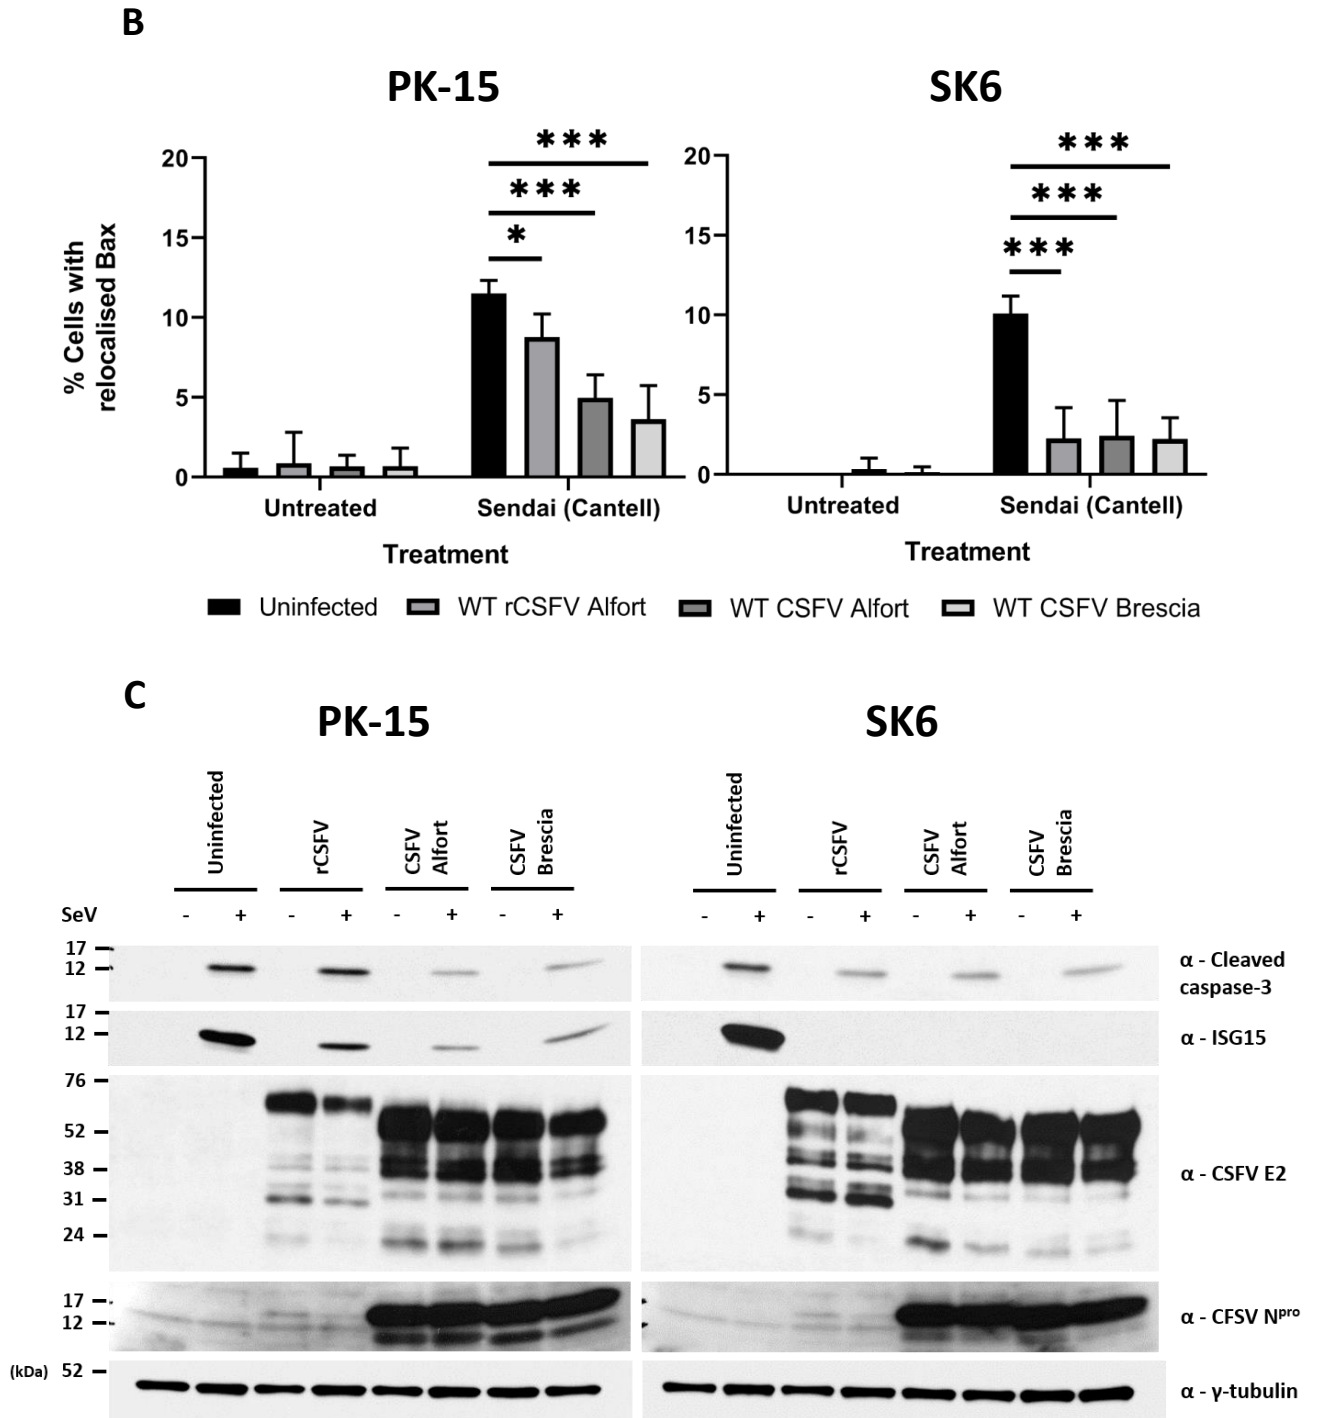 B
PK-15
SK6
% Cells with
relocalised Bax
20
15
10
5
0
***
***
*
Untreated
Sendai (Cantell)
Treatment
20
15
10
5
0
***
***
***
Untreated
Sendai (Cantell)
Treatment
Uninfected
WT rCSFV Alfort
WT CSFV Alfort
WT CSFV Brescia
C
PK-15
SK6
Uninfected
rCSFV
CSFV
Alfort
CSFV
Brescia
Uninfected
rCSFV
CSFV
Alfort
CSFV
Brescia
SeV - + - + - + - + - + - + - + - +
17
12
α - Cleaved
caspase-3
17
12
α - ISG15
76
52
38
31
24
α - CSFV E2
17
12
α - CFSV Npro
(kDa) 52
α - γ-tubulin